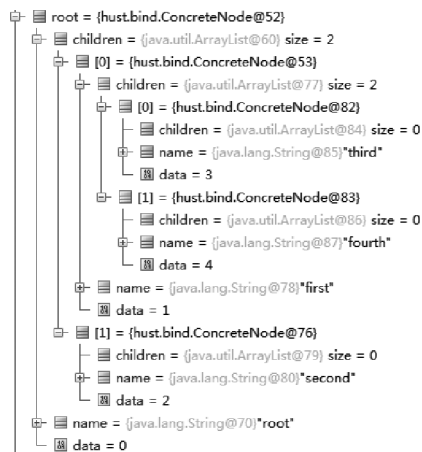 root = {hust.bind.ConcreteNode@52}
children = {java.util.ArrayList@60} size = 2
[0] = {hust.bind.ConcreteNode@53}
children = {java.util.ArrayList@77} size = 2
[0] = {hust.bind.ConcreteNode@82}
children = {java.util.ArrayList@84} size = 0
name = {java.lang.String@85}"third"
data = 3
[1] = {hust.bind.ConcreteNode@83}
children = {java.util.ArrayList@86} size = 0
name = {java.lang.String@87}"fourth"
data = 4
name = {java.lang.String@78}"first"
data = 1
[1] = {hust.bind.ConcreteNode@76}
children = {java.util.ArrayList@79} size = 0
name = {java.lang.String@80}"second"
data = 2
name = {java.lang.String@70}"root"
data = 0